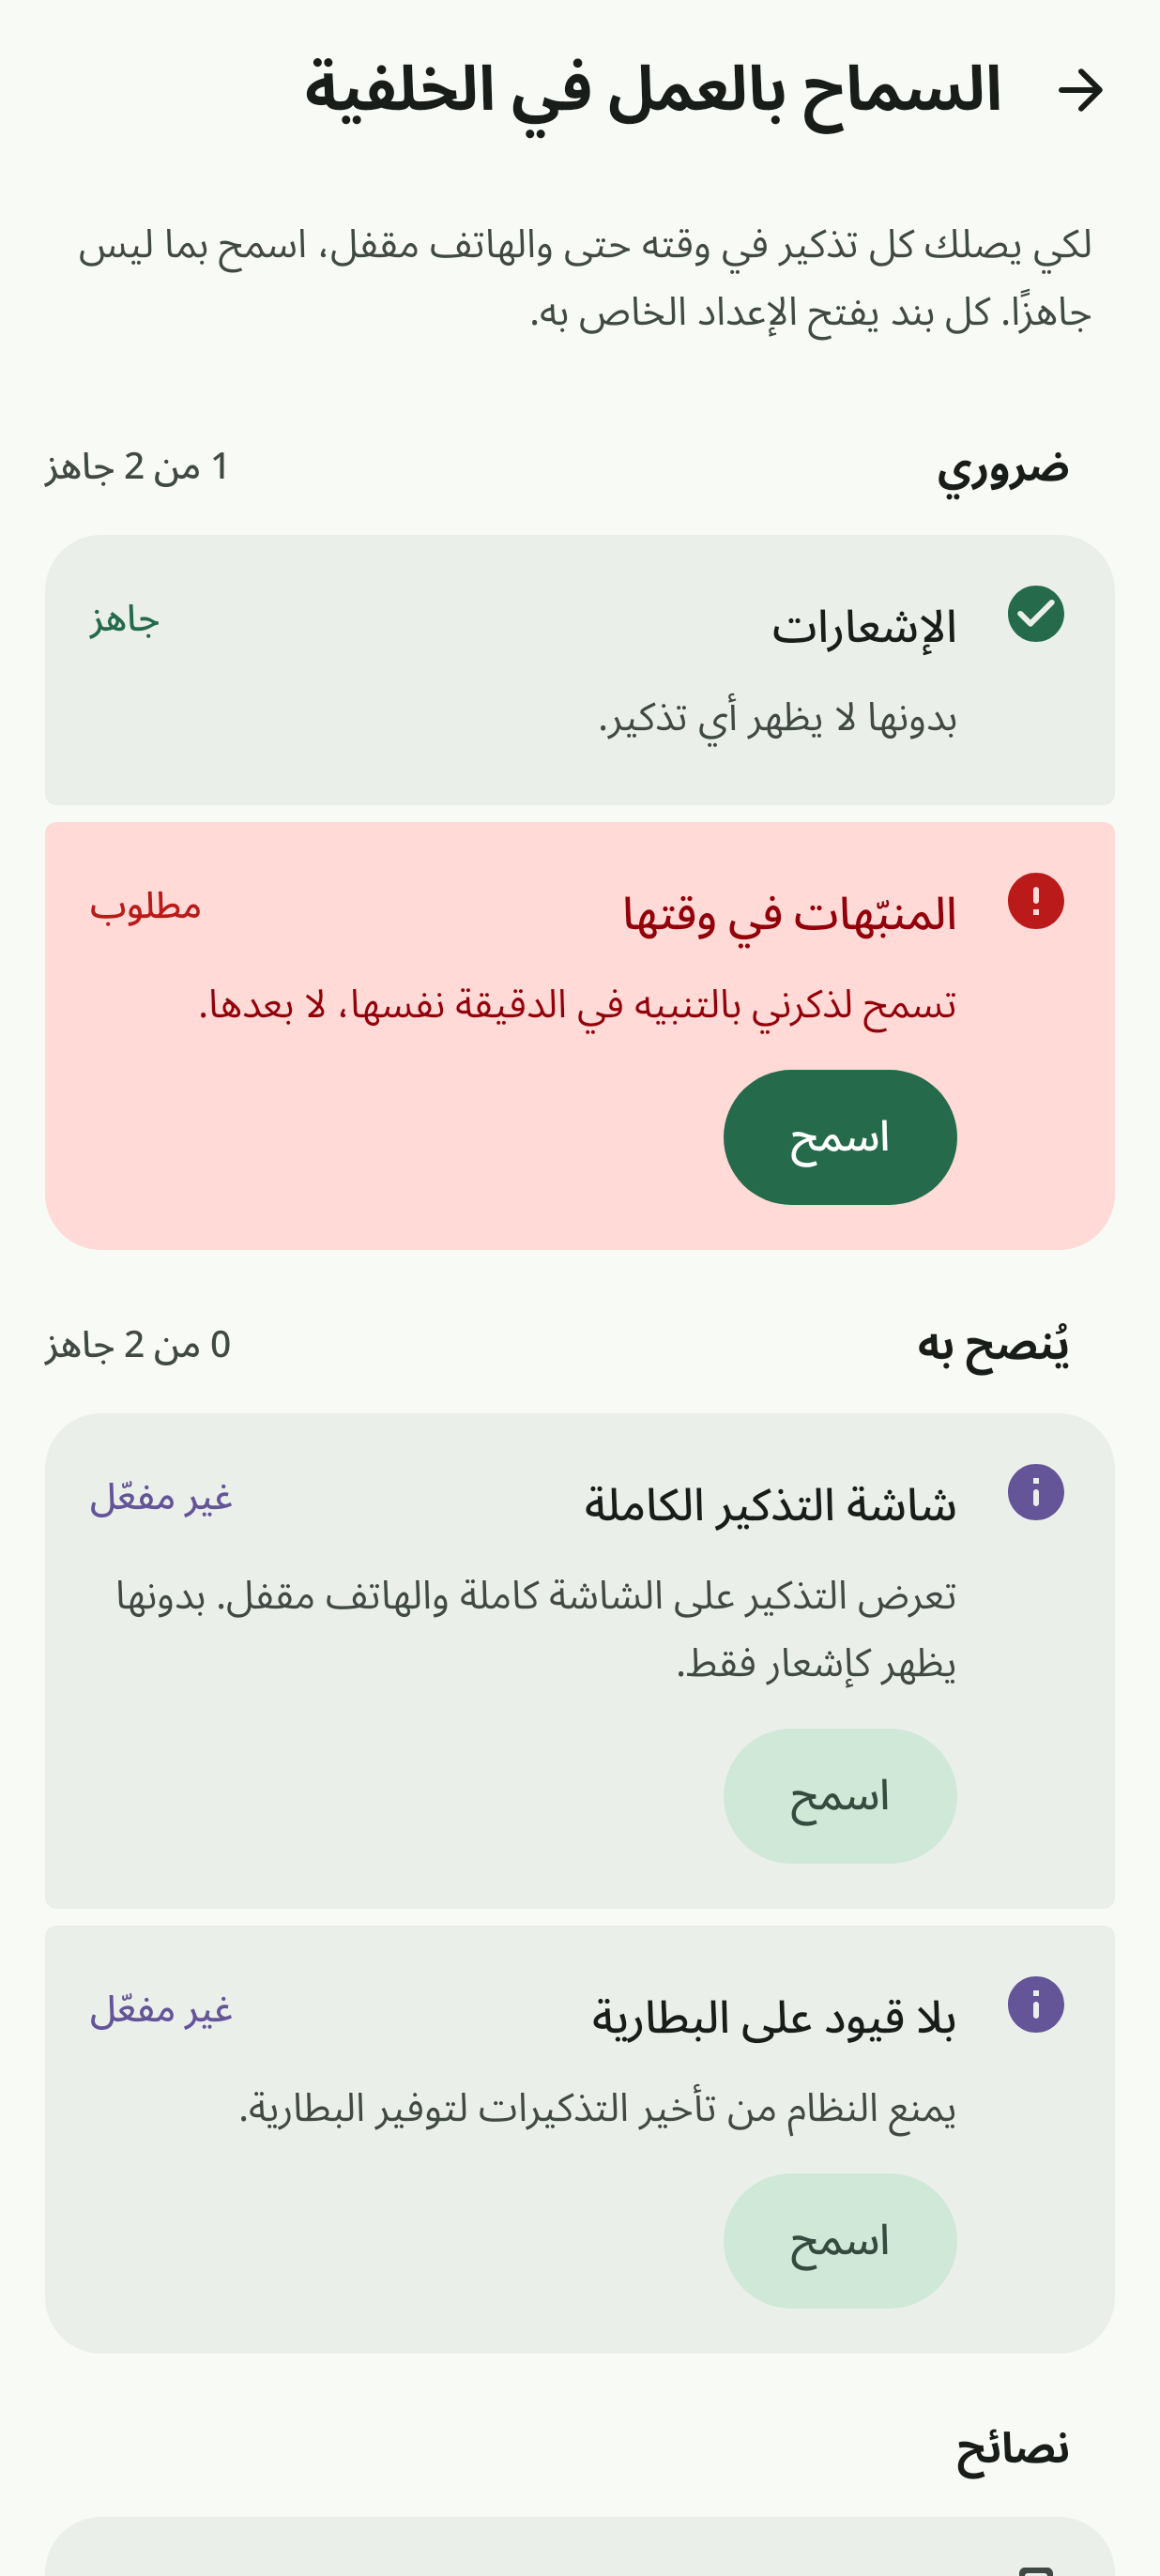 السماح بالعمل في الخلفية
لكي يصلك كل تذكير في وقته حتى والهاتف مقفل، اسمح بما ليس
جاهزًا. كل بند يفتح الإعداد الخاص به.
ضروري
1 من 2 جاهز
الإشعارات
جاهز
بدونها لا يظهر أي تذكير.
المنبّهات في وقتها
مطلوب
تسمح لذكرني بالتنبيه في الدقيقة نفسها، لا بعدها.
اسمح
يُنصح به
0 من 2 جاهز
شاشة التذكير الكاملة
غير مفعّل
تعرض التذكير على الشاشة كاملة والهاتف مقفل. بدونها
يظهر كإشعار فقط.
اسمح
بلا قيود على البطارية
غير مفعّل
يمنع النظام من تأخير التذكيرات لتوفير البطارية.
اسمح
نصائح